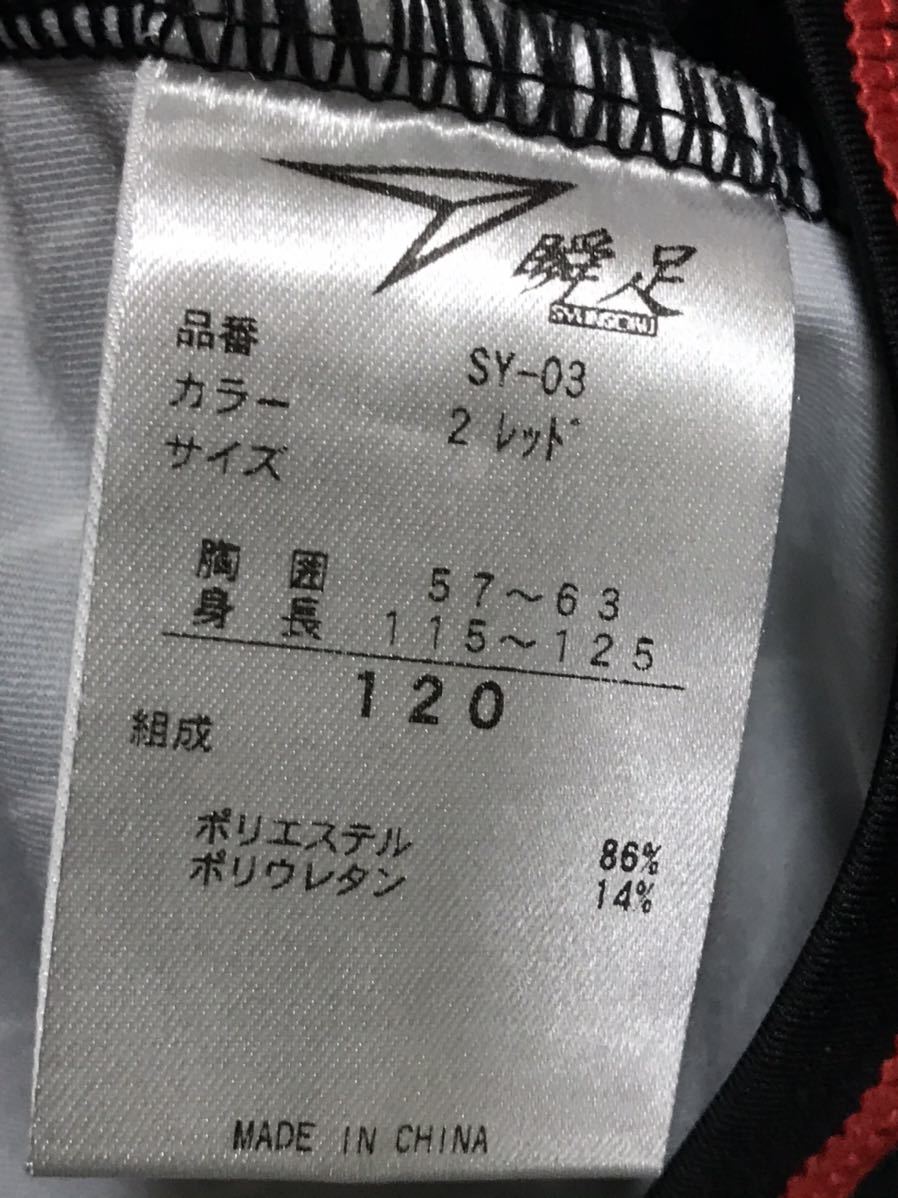 瞬足
SYUNSOKU
品番 SY-03
カラー 2 レッド
サイズ
胸囲 57～63
身長 115～125
120
組成
ポリエステル 86%
ポリウレタン 14%
MADE IN CHINA